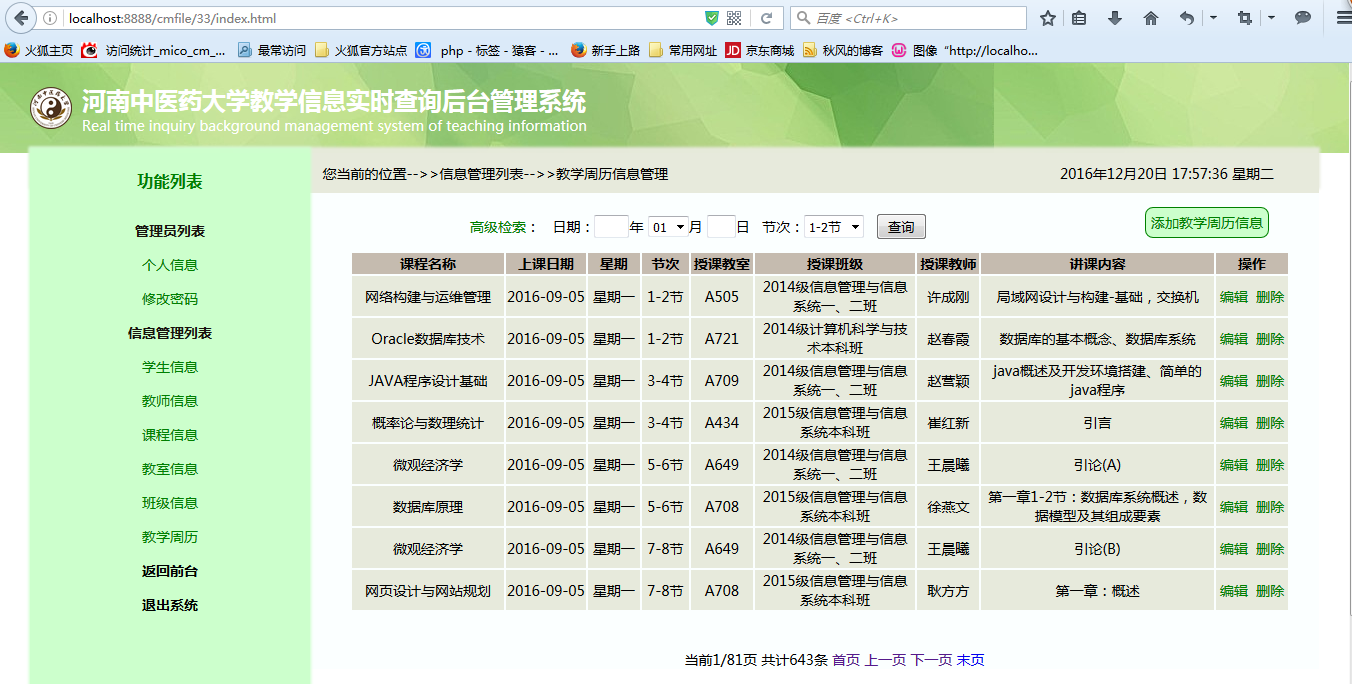 localhost:8888/cmfile/33/index.html
百度 <Ctrl+K>
火狐主页 访问统计_mico_cm_... 最常访问 火狐官方站点 php - 标签 - 猿客 - ... 新手上路 常用网址 JD 京东商城 秋风的博客 图像 “http://localho...
河南中医药大学教学信息实时查询后台管理系统
Real time inquiry background management system of teaching information
功能列表
管理员列表
个人信息
修改密码
信息管理列表
学生信息
教师信息
课程信息
教室信息
班级信息
教学周历
返回前台
退出系统
您当前的位置-->>信息管理列表-->>教学周历信息管理 2016年12月20日 17:57:36 星期二
高级检索： 日期： 年 01 月 日 节次： 1-2节 查询 添加教学周历信息
课程名称 上课日期 星期 节次 授课教室 授课班级 授课教师 讲课内容 操作
网络构建与运维管理 2016-09-05 星期一 1-2节 A505 2014级信息管理与信息系统一、二班 许成刚 局域网设计与构建-基础，交换机 编辑 删除
Oracle数据库技术 2016-09-05 星期一 1-2节 A721 2014级计算机科学与技术本科班 赵春霞 数据库的基本概念、数据库系统 编辑 删除
JAVA程序设计基础 2016-09-05 星期一 3-4节 A709 2014级信息管理与信息系统一、二班 赵营颖 java概述及开发环境搭建、简单的java程序 编辑 删除
概率论与数理统计 2016-09-05 星期一 3-4节 A434 2015级信息管理与信息系统本科班 崔红新 引言 编辑 删除
微观经济学 2016-09-05 星期一 5-6节 A649 2014级信息管理与信息系统一、二班 王晨曦 引论(A) 编辑 删除
数据库原理 2016-09-05 星期一 5-6节 A708 2015级信息管理与信息系统本科班 徐燕文 第一章1-2节：数据库系统概述，数据模型及其组成要素 编辑 删除
微观经济学 2016-09-05 星期一 7-8节 A649 2014级信息管理与信息系统一、二班 王晨曦 引论(B) 编辑 删除
网页设计与网站规划 2016-09-05 星期一 7-8节 A708 2015级信息管理与信息系统本科班 耿方方 第一章：概述 编辑 删除
当前1/81页 共计643条 首页 上一页 下一页 末页